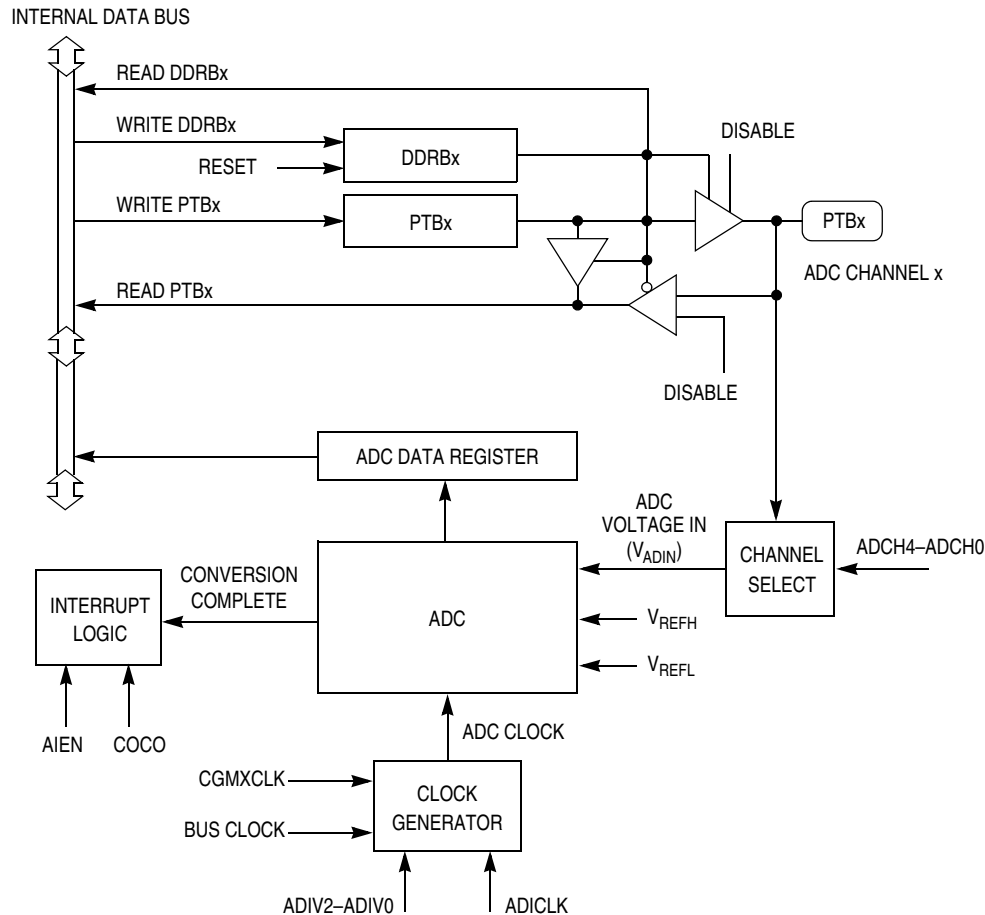 INTERNAL DATA BUS
READ DDRBx
WRITE DDRBx
DISABLE
DDRBx
RESET
WRITE PTBx
PTBx
PTBx
ADC CHANNEL x
READ PTBx
DISABLE
ADC DATA REGISTER
ADC
VOLTAGE IN
(VADIN)
CHANNEL
SELECT
ADCH4–ADCH0
CONVERSION
COMPLETE
INTERRUPT
LOGIC
ADC
VREFH
VREFL
AIEN
COCO
ADC CLOCK
CGMXCLK
CLOCK
GENERATOR
BUS CLOCK
ADIV2–ADIV0
ADICLK